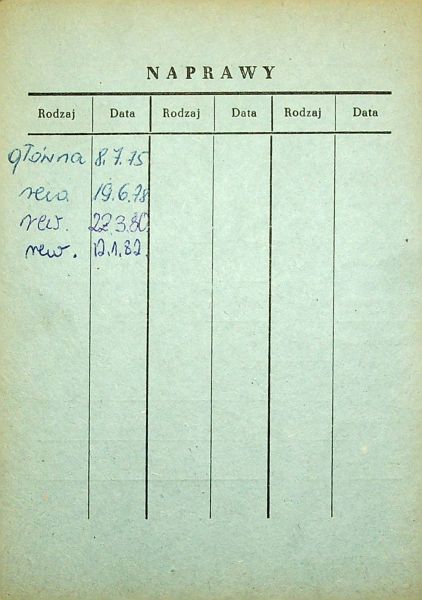 NAPRAWY
Rodzaj Data Rodzaj Data Rodzaj Data
główna 8.7.75
rew. 19.6.78
rew. 22.3.80
rew. 12.1.82.